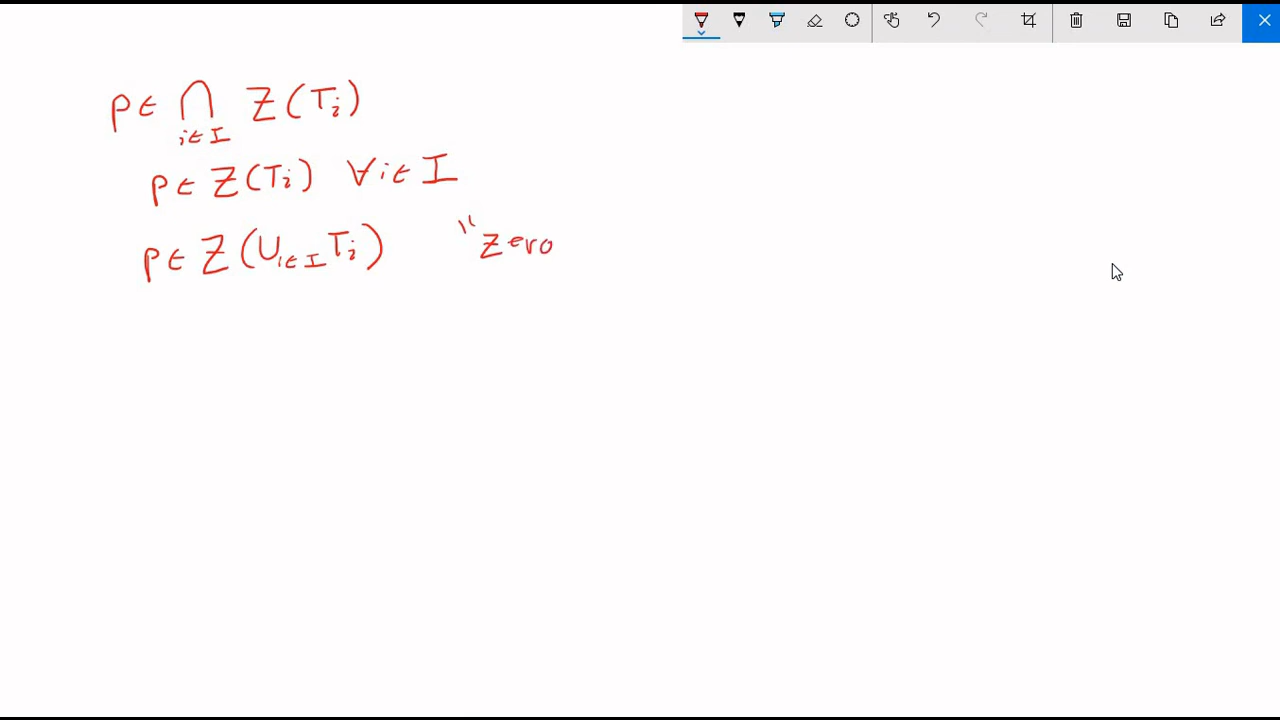 p ∈ ⋂_{i∈I} Z(T_i)
p ∈ Z(T_i) ∀i ∈ I
p ∈ Z(∪_{i∈I} T_i) "Zero